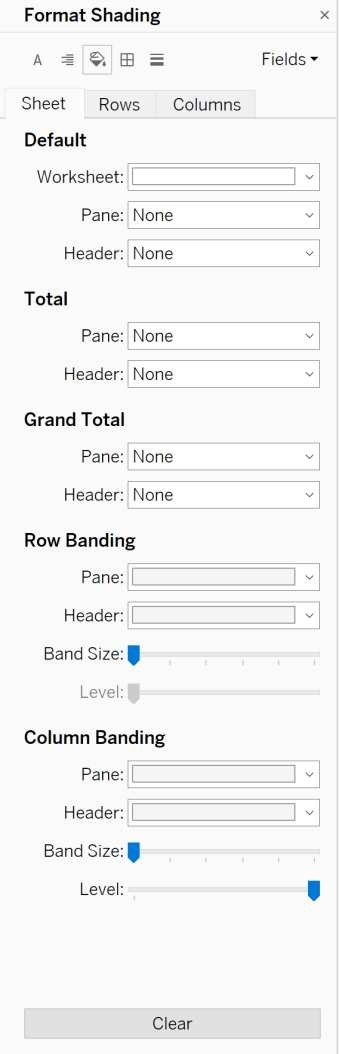 Format Shading ×
A Fields
Sheet Rows Columns
Default
Worksheet:
Pane: None
Header: None
Total
Pane: None
Header: None
Grand Total
Pane: None
Header: None
Row Banding
Pane:
Header:
Band Size:
Level:
Column Banding
Pane:
Header:
Band Size:
Level:
Clear